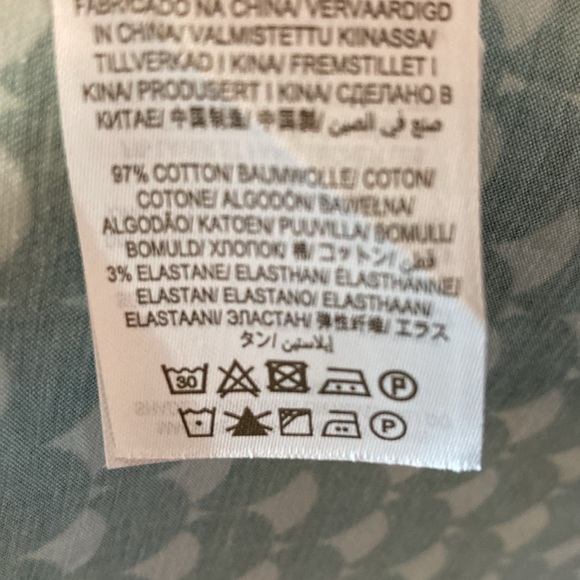 FABRICADO NA CHINA/ VERVAARDIGD
IN CHINA/ VALMISTETTU KIINASSA/
TILLVERKAD I KINA/ FREMSTILLET I
KINA/ PRODUSERT I KINA/ СДЕЛАНО В
КИТАЕ/ 中国制造/ 中國製/ صنع في الصين
97% COTTON/ BAUMWOLLE/ COTON/
COTONE/ ALGODÓN/ BAWEŁNA/
ALGODÃO/ KATOEN/ PUUVILLA/ BOMULL/
BOMULD/ ХЛОПОК/ 棉/ コットン/ قطن
3% ELASTANE/ ELASTHAN/ ÉLASTHANNE/
ELASTAN/ ELASTANO/ ELASTHAAN/
ELASTAANI/ ЭЛАСТАН/ 弹性纤维/ エラス
タン/ إيلاستين
30 P
P